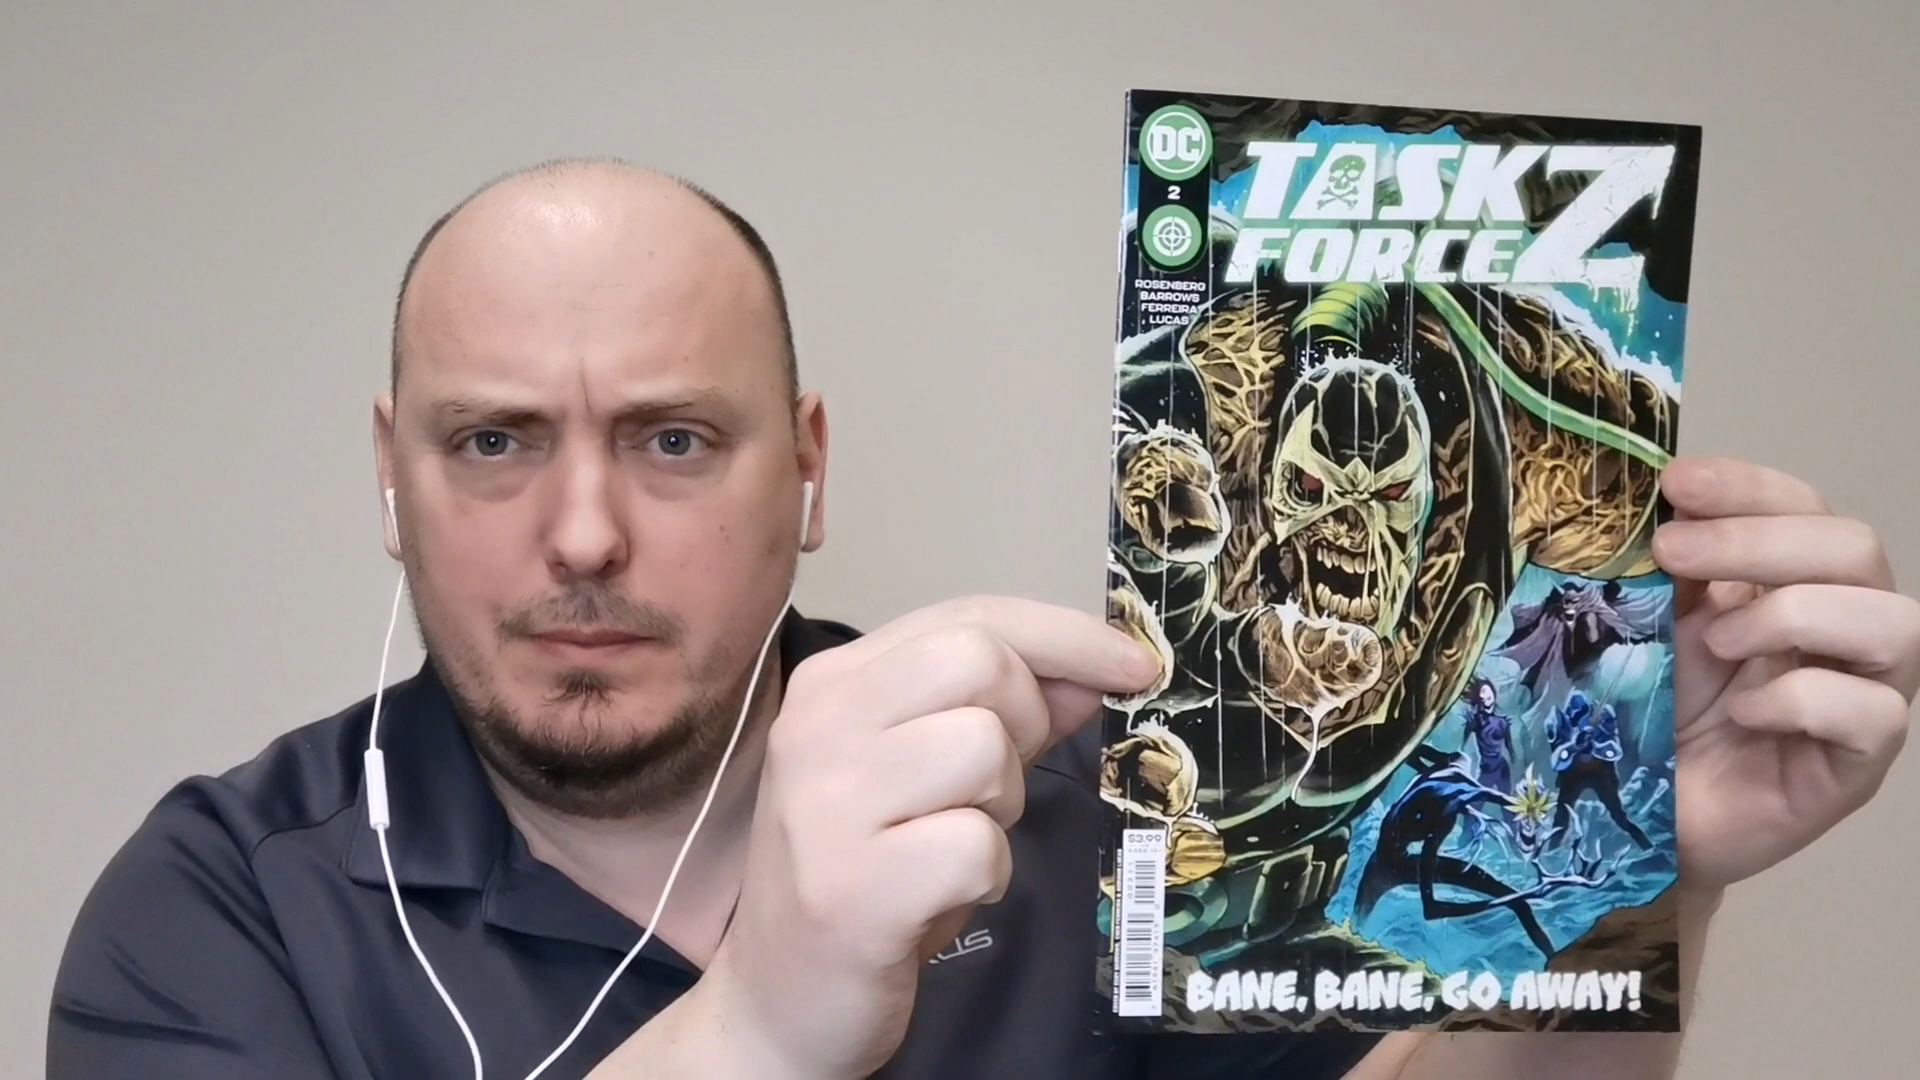 DC
2
TASK
FORCE Z
ROSENBERG
BARROWS
FERREIRA
LUCAS
$3.99
BANE, BANE, GO AWAY!